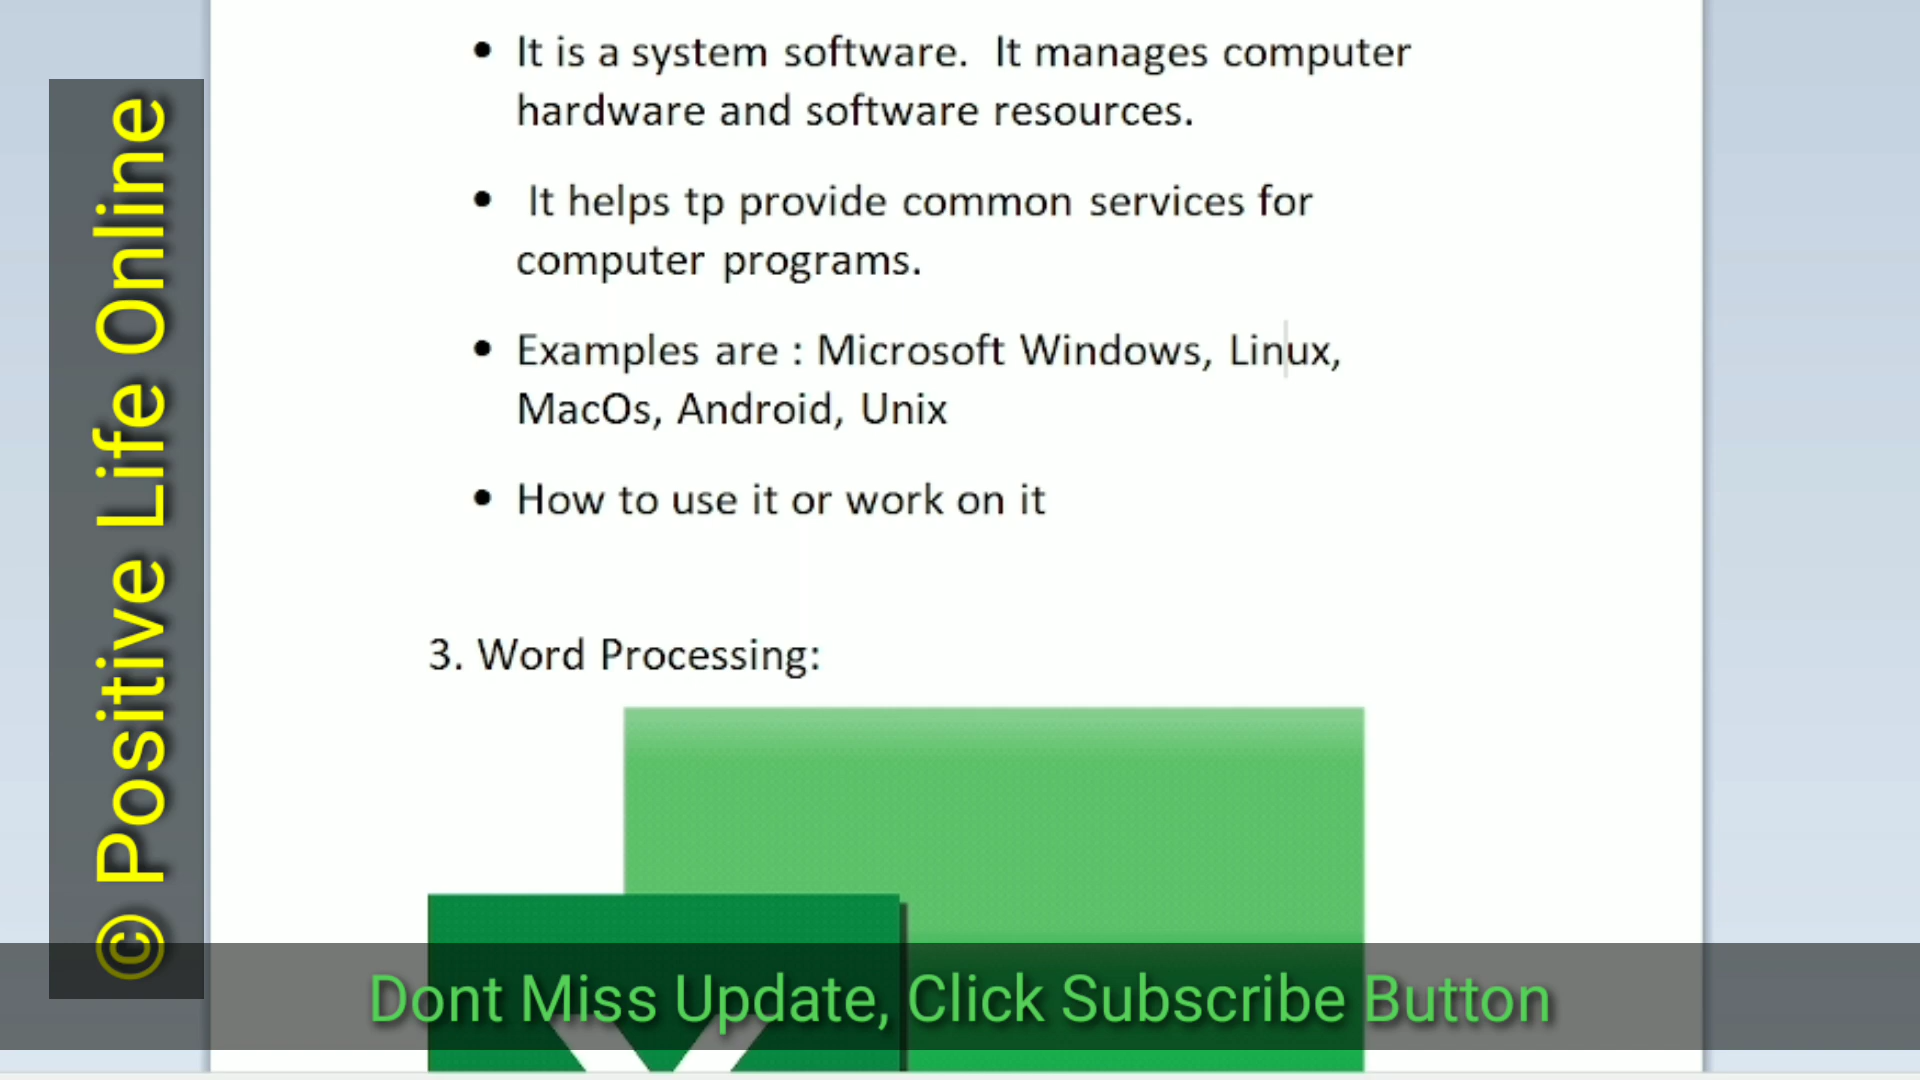 • It is a system software.  It manages computer
hardware and software resources.
•  It helps tp provide common services for
computer programs.
• Examples are : Microsoft Windows, Linux,
MacOs, Android, Unix
• How to use it or work on it
3. Word Processing:
© Positive Life Online
Dont Miss Update, Click Subscribe Button